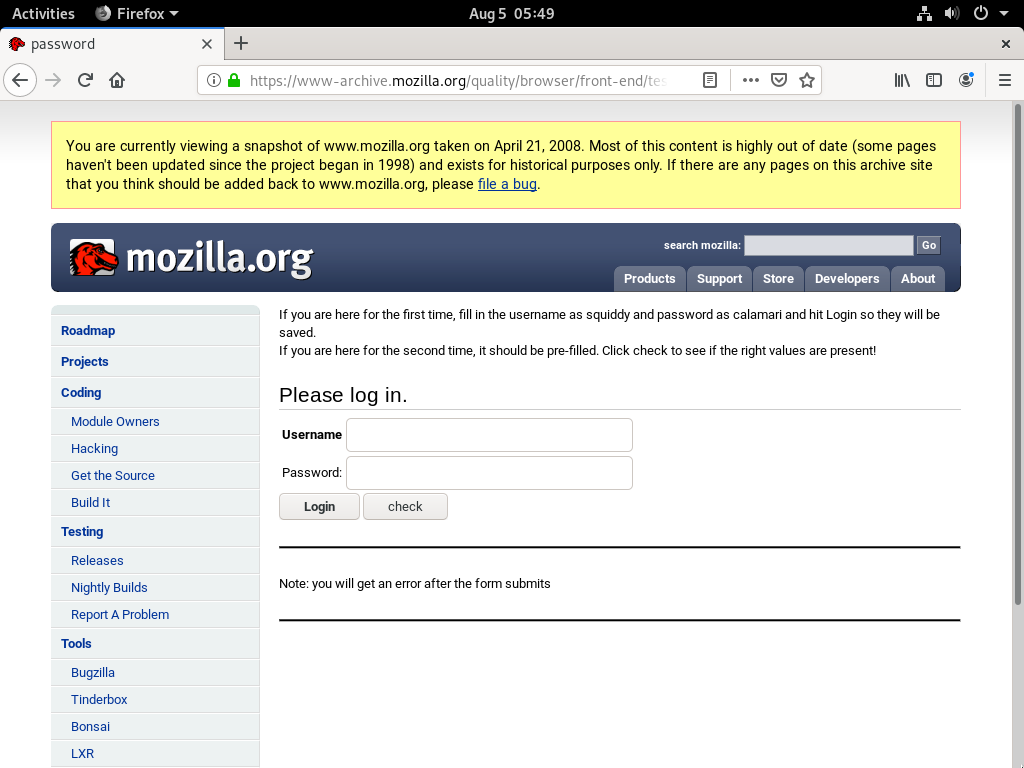 Activities Firefox Aug 5 05:49
password
https://www-archive.mozilla.org/quality/browser/front-end/tes
You are currently viewing a snapshot of www.mozilla.org taken on April 21, 2008. Most of this content is highly out of date (some pages
haven't been updated since the project began in 1998) and exists for historical purposes only. If there are any pages on this archive site
that you think should be added back to www.mozilla.org, please file a bug.
mozilla.org
search mozilla: Go
Products Support Store Developers About
Roadmap
Projects
Coding
Module Owners
Hacking
Get the Source
Build It
Testing
Releases
Nightly Builds
Report A Problem
Tools
Bugzilla
Tinderbox
Bonsai
LXR
If you are here for the first time, fill in the username as squiddy and password as calamari and hit Login so they will be
saved.
If you are here for the second time, it should be pre-filled. Click check to see if the right values are present!
Please log in.
Username
Password:
Login check
Note: you will get an error after the form submits